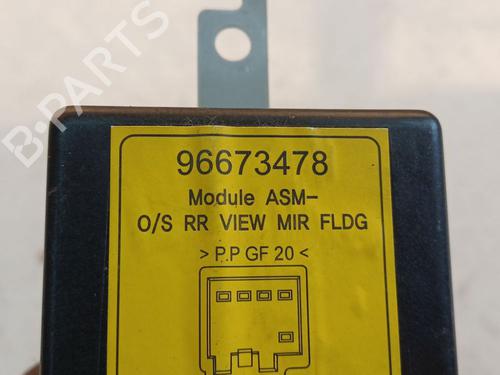 96673478
Module ASM-
O/S RR VIEW MIR FLDG
> P.P GF 20 <
B-PARTS